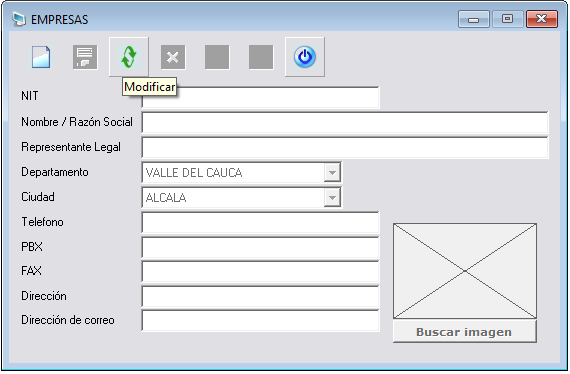 EMPRESAS
Modificar
NIT
Nombre / Razón Social
Representante Legal
Departamento VALLE DEL CAUCA
Ciudad ALCALA
Telefono
PBX
FAX
Dirección
Dirección de correo
Buscar imagen